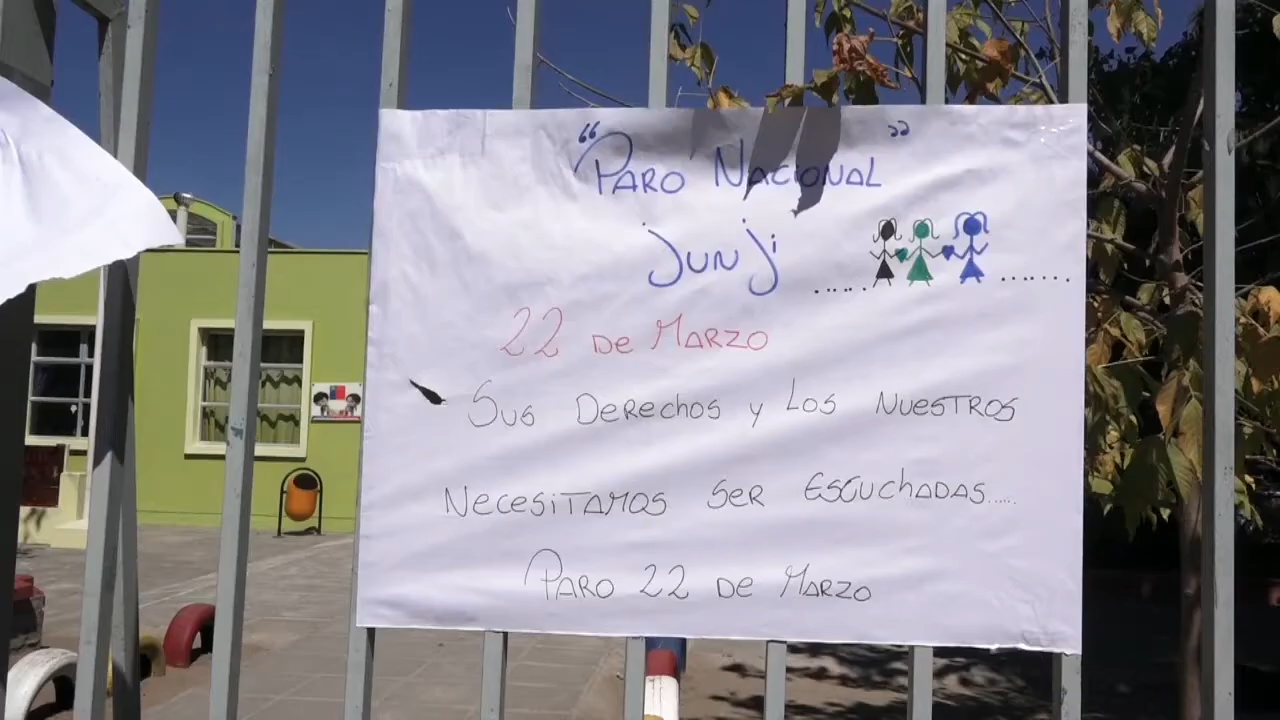 “Paro Nacional”
Junji
22 de Marzo
Sus Derechos y Los Nuestros
Necesitamos ser escuchadas.....
Paro 22 de Marzo